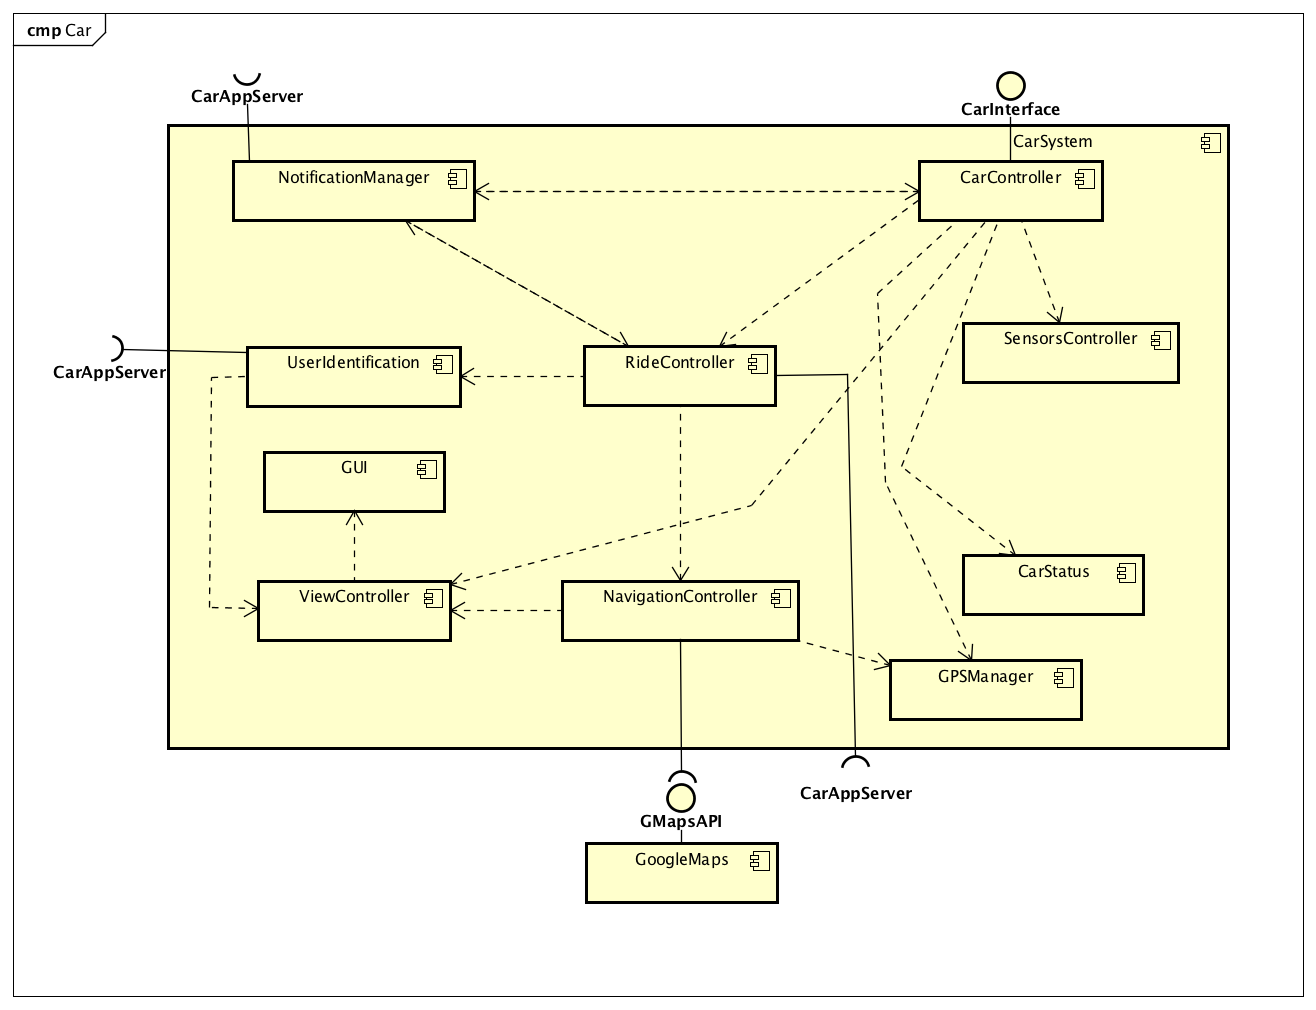 cmp Car
CarAppServer
CarInterface
CarSystem
NotificationManager
CarController
SensorsController
UserIdentification
RideController
CarAppServer
GUI
CarStatus
ViewController
NavigationController
GPSManager
CarAppServer
GMapsAPI
GoogleMaps